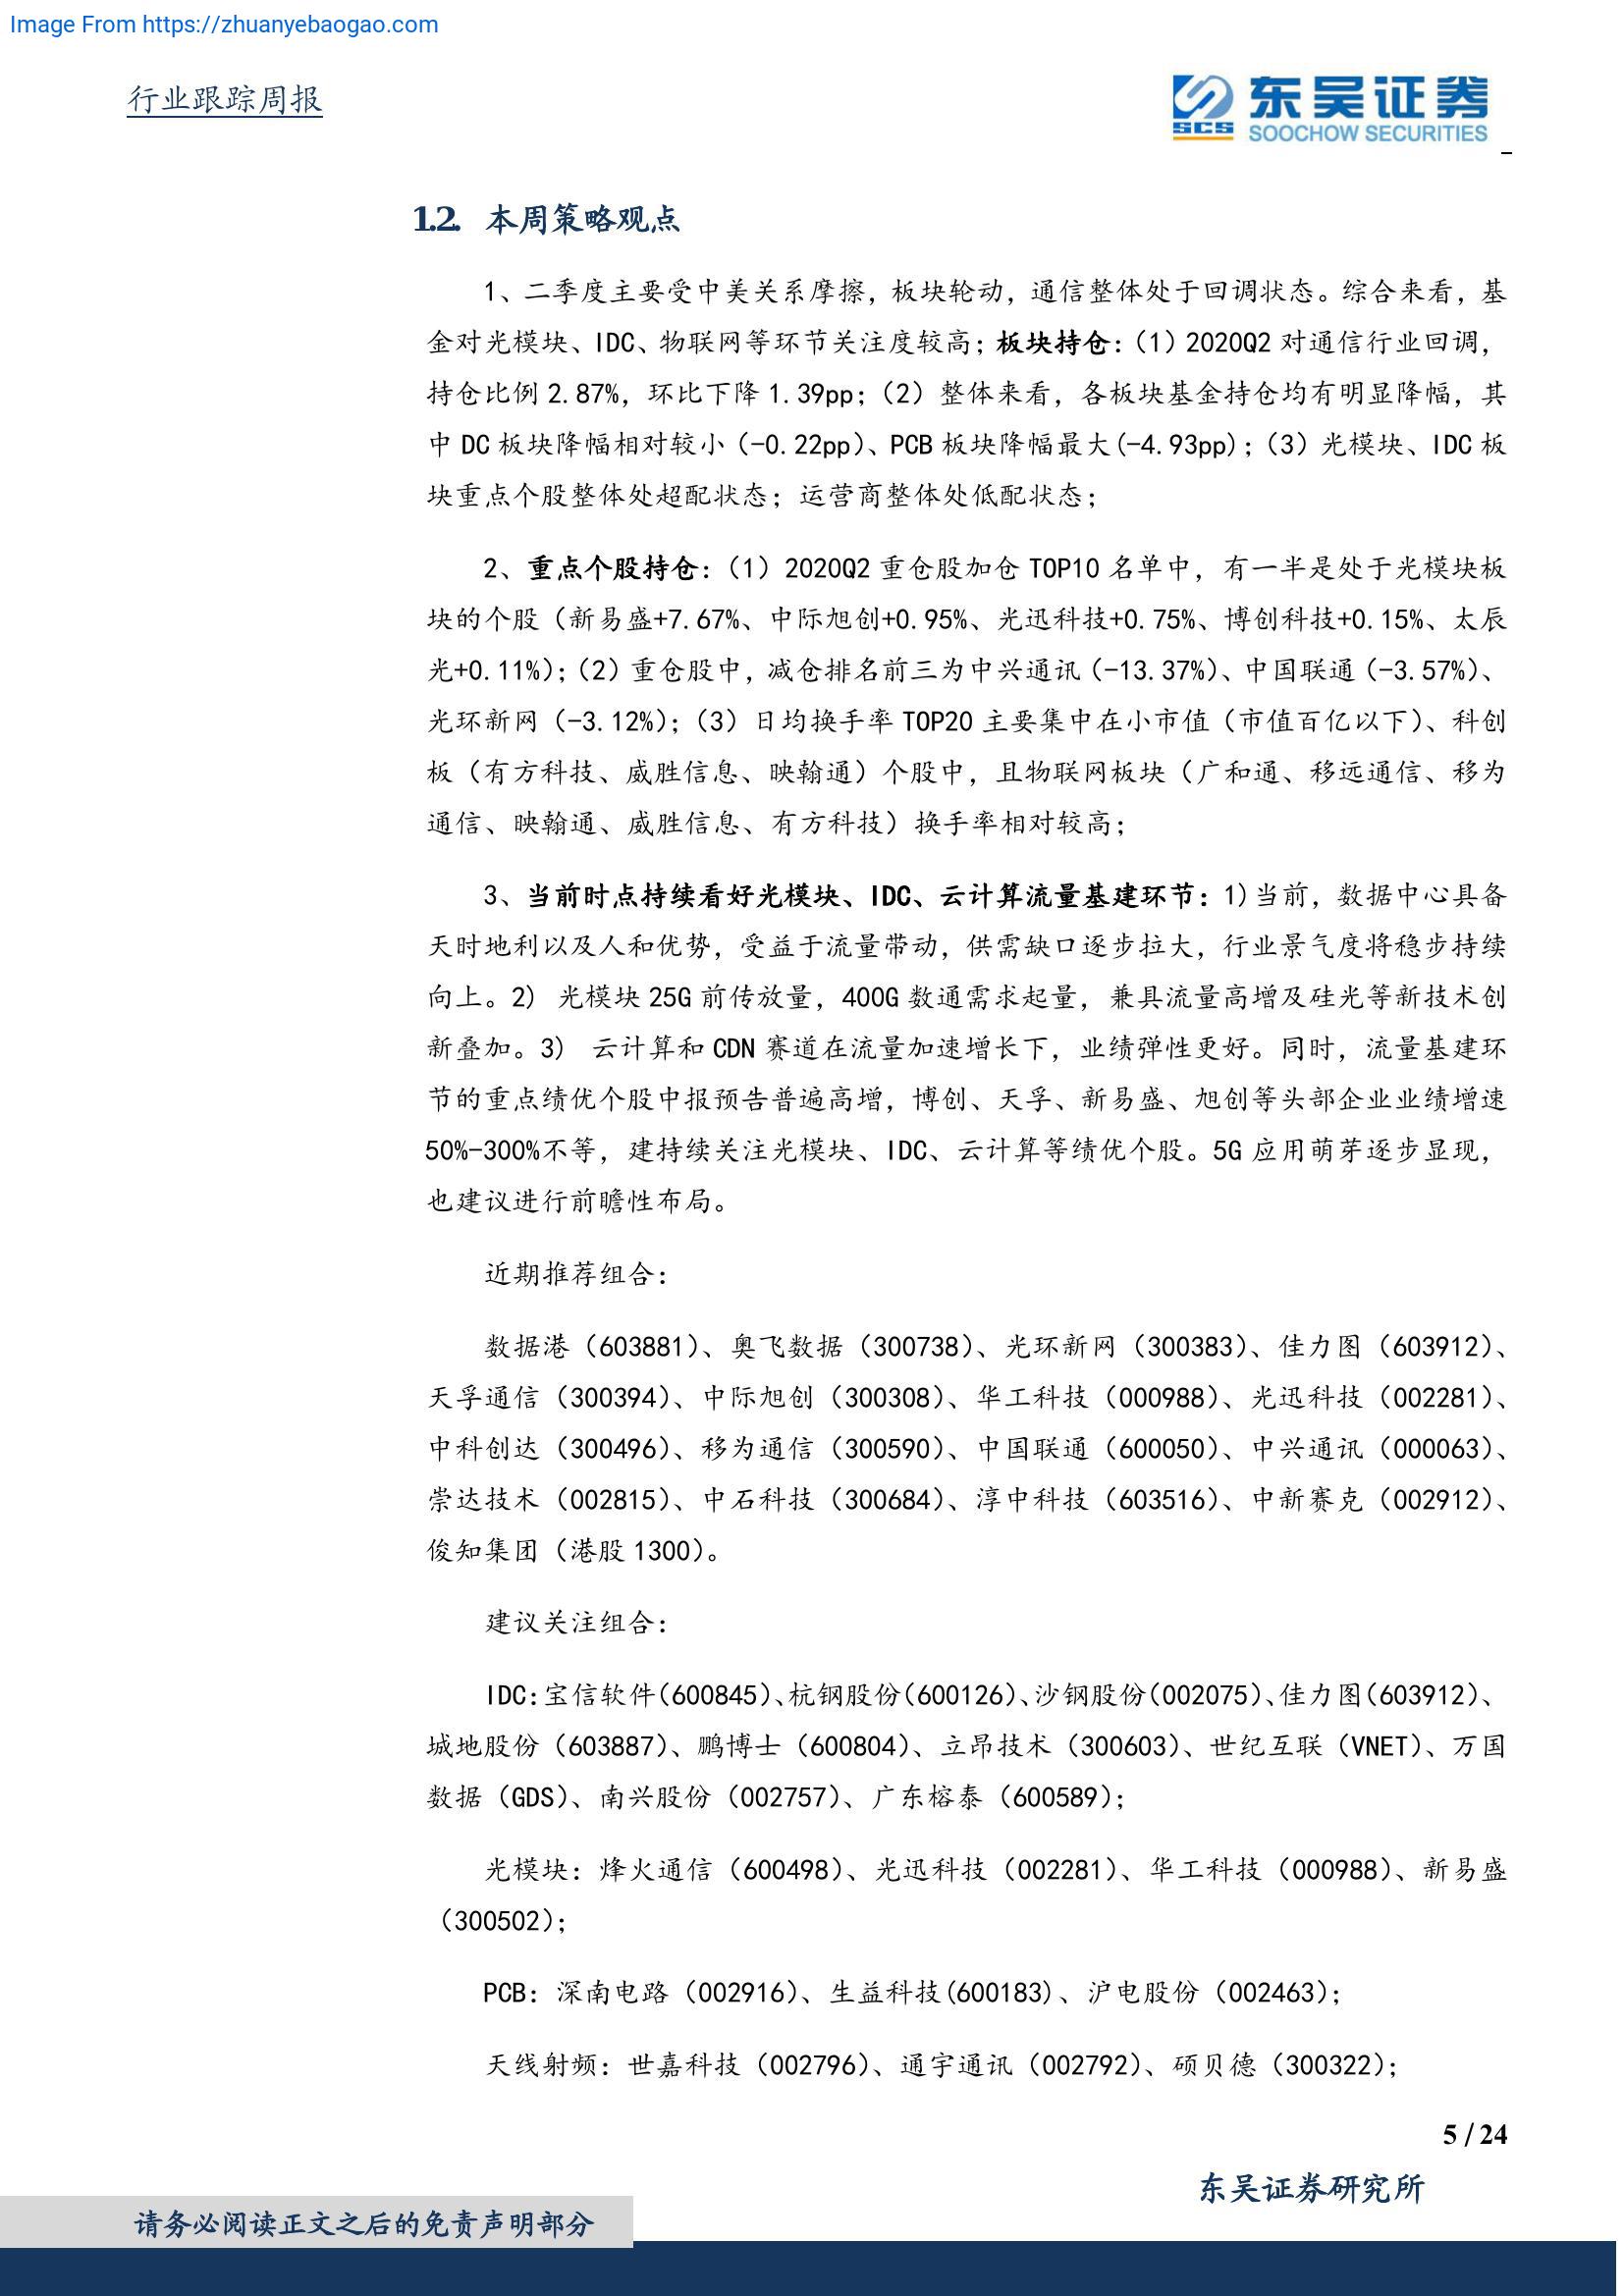 Image From https://zhuanyebaogao.com
行业跟踪周报
东吴证券
SCS
SOOCHOW SECURITIES
1.2. 本周策略观点
1、二季度主要受中美关系摩擦，板块轮动，通信整体处于回调状态。综合来看，基
金对光模块、IDC、物联网等环节关注度较高；板块持仓：（1）2020Q2 对通信行业回调，
持仓比例 2.87%，环比下降 1.39pp；（2）整体来看，各板块基金持仓均有明显降幅，其
中 DC 板块降幅相对较小（-0.22pp）、PCB 板块降幅最大(-4.93pp)；（3）光模块、IDC 板
块重点个股整体处超配状态；运营商整体处低配状态；
2、重点个股持仓：（1）2020Q2 重仓股加仓 TOP10 名单中，有一半是处于光模块板
块的个股（新易盛+7.67%、中际旭创+0.95%、光迅科技+0.75%、博创科技+0.15%、太辰
光+0.11%）；（2）重仓股中，减仓排名前三为中兴通讯（-13.37%）、中国联通（-3.57%）、
光环新网（-3.12%）；（3）日均换手率 TOP20 主要集中在小市值（市值百亿以下）、科创
板（有方科技、威胜信息、映翰通）个股中，且物联网板块（广和通、移远通信、移为
通信、映翰通、威胜信息、有方科技）换手率相对较高；
3、当前时点持续看好光模块、IDC、云计算流量基建环节：1)当前，数据中心具备
天时地利以及人和优势，受益于流量带动，供需缺口逐步拉大，行业景气度将稳步持续
向上。2） 光模块 25G 前传放量，400G 数通需求起量，兼具流量高增及硅光等新技术创
新叠加。3） 云计算和 CDN 赛道在流量加速增长下，业绩弹性更好。同时，流量基建环
节的重点绩优个股中报预告普遍高增，博创、天孚、新易盛、旭创等头部企业业绩增速
50%-300%不等，建持续关注光模块、IDC、云计算等绩优个股。5G 应用萌芽逐步显现，
也建议进行前瞻性布局。
近期推荐组合：
数据港（603881）、奥飞数据（300738）、光环新网（300383）、佳力图（603912）、
天孚通信（300394）、中际旭创（300308）、华工科技（000988）、光迅科技（002281）、
中科创达（300496）、移为通信（300590）、中国联通（600050）、中兴通讯（000063）、
崇达技术（002815）、中石科技（300684）、淳中科技（603516）、中新赛克（002912）、
俊知集团（港股 1300）。
建议关注组合：
IDC：宝信软件(600845)、杭钢股份(600126)、沙钢股份(002075)、佳力图(603912)、
城地股份（603887）、鹏博士（600804）、立昂技术（300603）、世纪互联（VNET）、万国
数据（GDS）、南兴股份（002757）、广东榕泰（600589）；
光模块：烽火通信（600498）、光迅科技（002281）、华工科技（000988）、新易盛
（300502）；
PCB：深南电路（002916）、生益科技(600183)、沪电股份（002463）；
天线射频：世嘉科技（002796）、通宇通讯（002792）、硕贝德（300322）；
5 / 24
东吴证券研究所
请务必阅读正文之后的免责声明部分